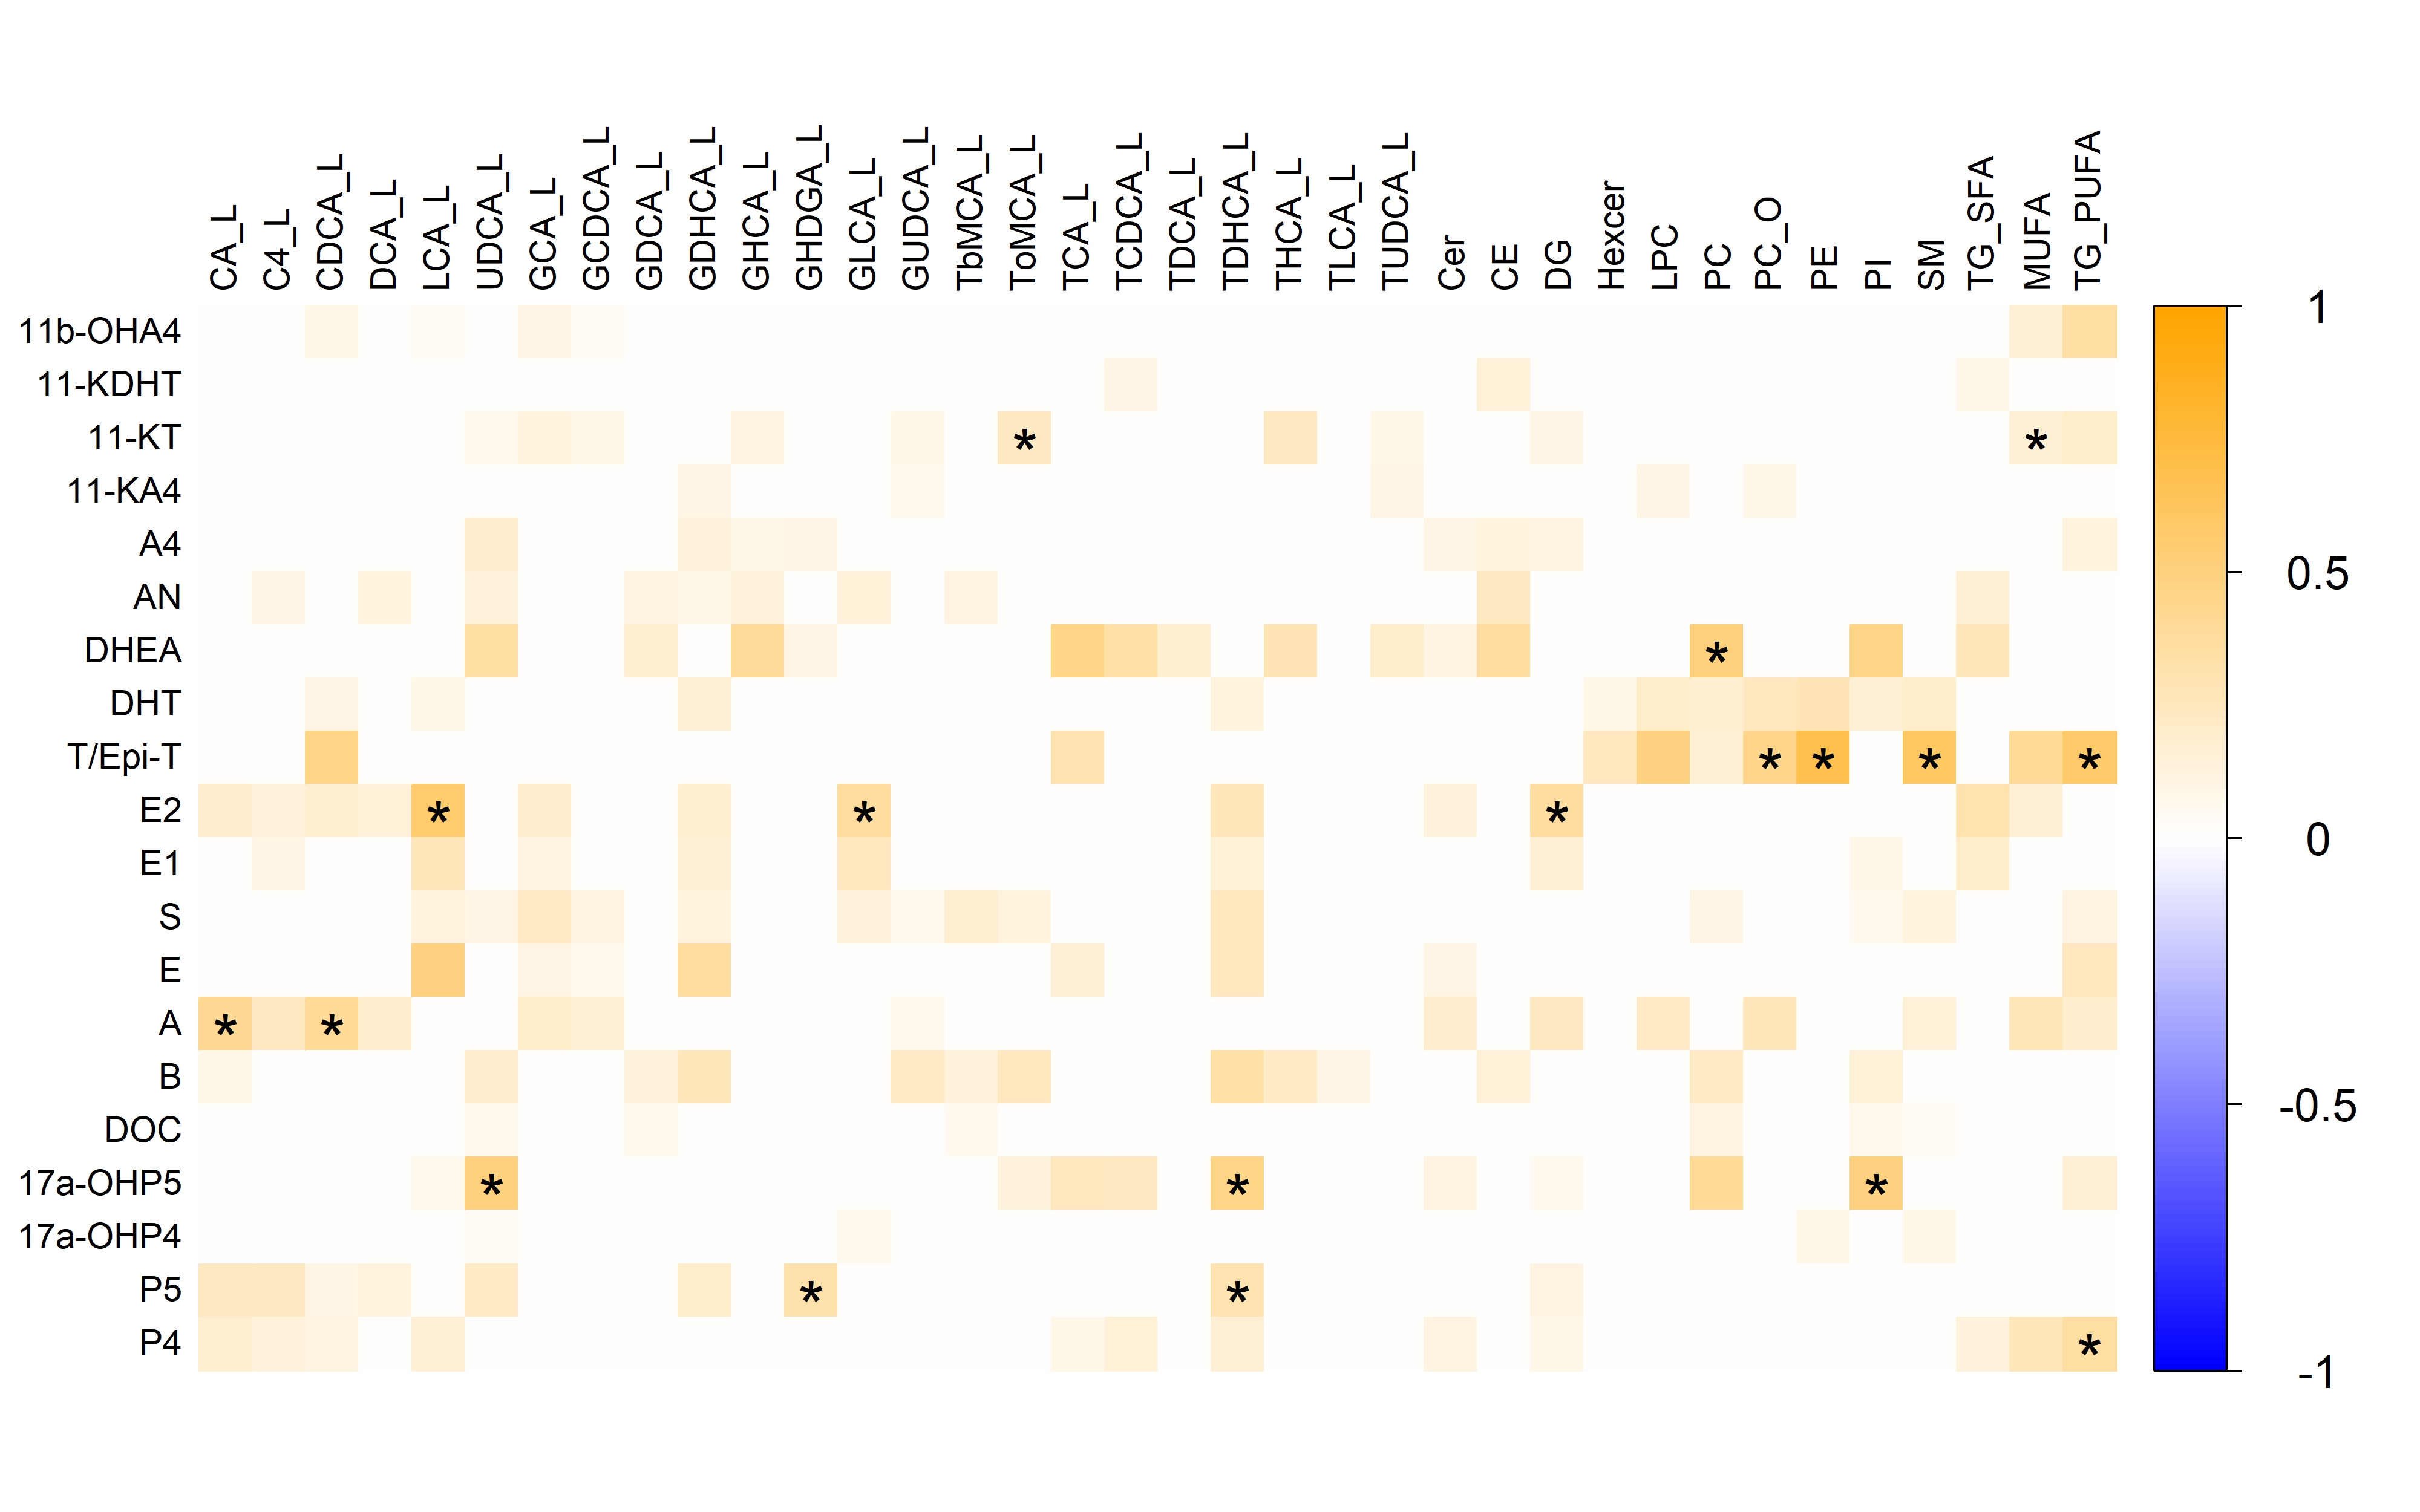 CA_L
C4_L
CDCA_L
DCA_L
LCA_L
UDCA_L
GCA_L
GCDCA_L
GDCA_L
GDHCA_L
GHCA_L
GHDGA_L
GLCA_L
GUDCA_L
TbMCA_L
ToMCA_L
TCA_L
TCDCA_L
TDCA_L
TDHCA_L
THCA_L
TLCA_L
TUDCA_L
Cer
CE
DG
Hexcer
LPC
PC
PC_O
PE
PI
SM
TG_SFA
MUFA
TG_PUFA
11b-OHA4
11-KDHT
11-KT
* *
11-KA4
A4
AN
DHEA
*
DHT
T/Epi-T
* * * *
E2
* * *
E1
S
E
A
* *
B
DOC
17a-OHP5
* * *
17a-OHP4
P5
* *
P4
*
1
0.5
0
-0.5
-1